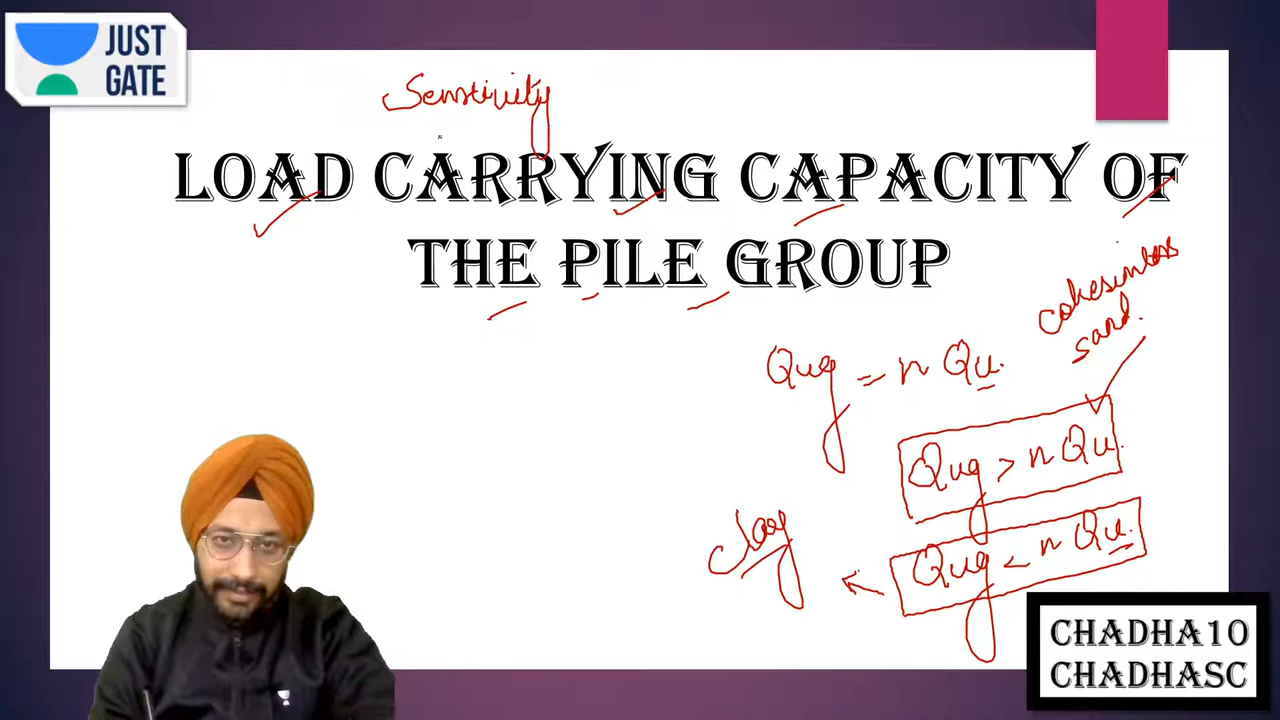 JUST
GATE
Sensitivity
LOAD CARRYING CAPACITY OF
THE PILE GROUP
cohesionless
sand.
Qug = n Qu.
Qug > n Qu.
clay
Qug < n Qu.
CHADHA10
CHADHASC